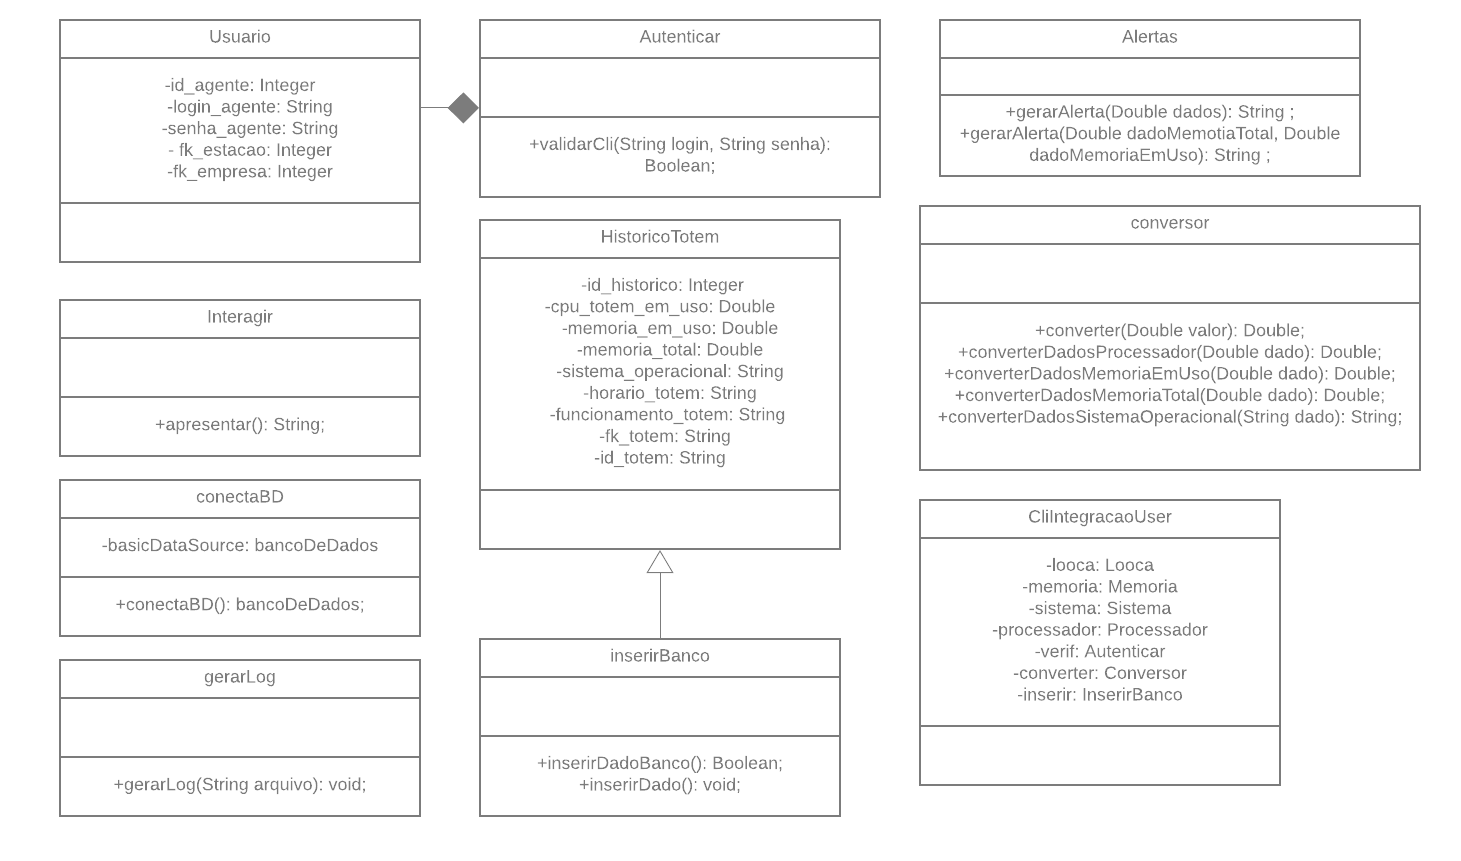 Usuario
-id_agente: Integer
-login_agente: String
-senha_agente: String
- fk_estacao: Integer
-fk_empresa: Integer
Autenticar
+validarCli(String login, String senha):
Boolean;
Alertas
+gerarAlerta(Double dados): String ;
+gerarAlerta(Double dadoMemotiaTotal, Double
dadoMemoriaEmUso): String ;
HistoricoTotem
-id_historico: Integer
-cpu_totem_em_uso: Double
-memoria_em_uso: Double
-memoria_total: Double
-sistema_operacional: String
-horario_totem: String
-funcionamento_totem: String
-fk_totem: String
-id_totem: String
conversor
+converter(Double valor): Double;
+converterDadosProcessador(Double dado): Double;
+converterDadosMemoriaEmUso(Double dado): Double;
+converterDadosMemoriaTotal(Double dado): Double;
+converterDadosSistemaOperacional(String dado): String;
Interagir
+apresentar(): String;
conectaBD
-basicDataSource: bancoDeDados
+conectaBD(): bancoDeDados;
CliIntegracaoUser
-looca: Looca
-memoria: Memoria
-sistema: Sistema
-processador: Processador
-verif: Autenticar
-converter: Conversor
-inserir: InserirBanco
gerarLog
+gerarLog(String arquivo): void;
inserirBanco
+inserirDadoBanco(): Boolean;
+inserirDado(): void;